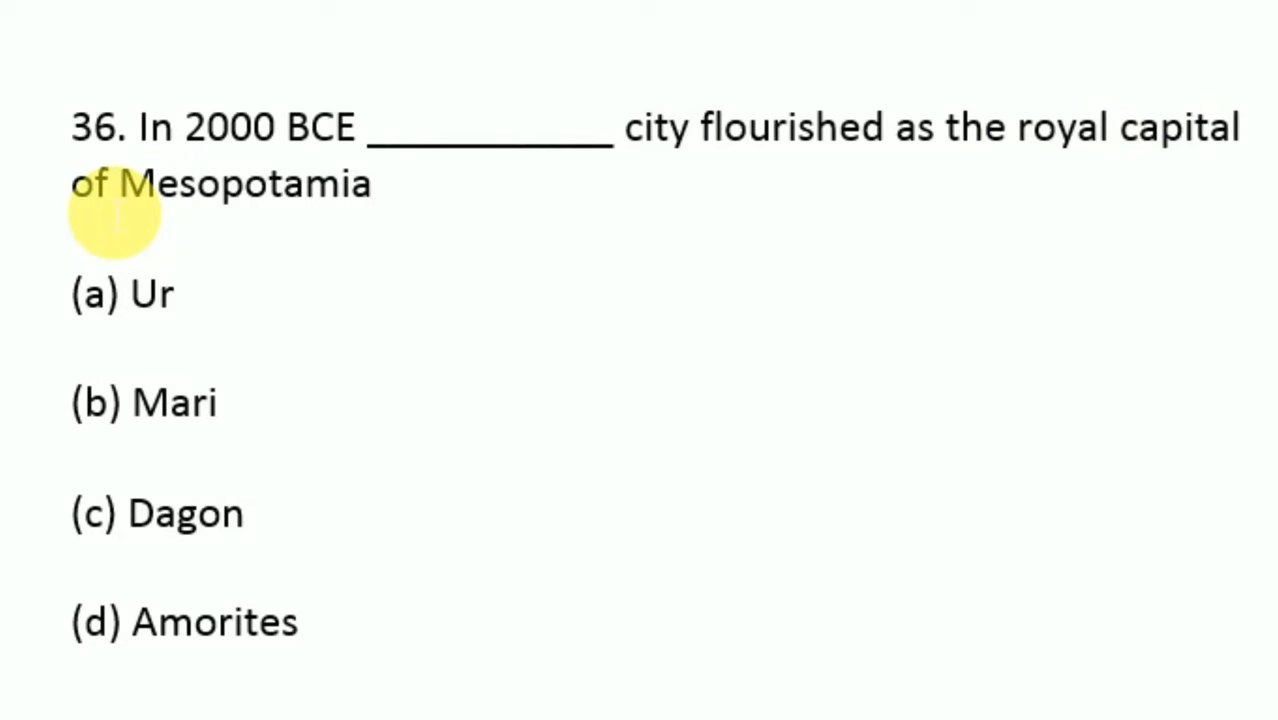 36. In 2000 BCE ____________ city flourished as the royal capital
of Mesopotamia
(a) Ur
(b) Mari
(c) Dagon
(d) Amorites